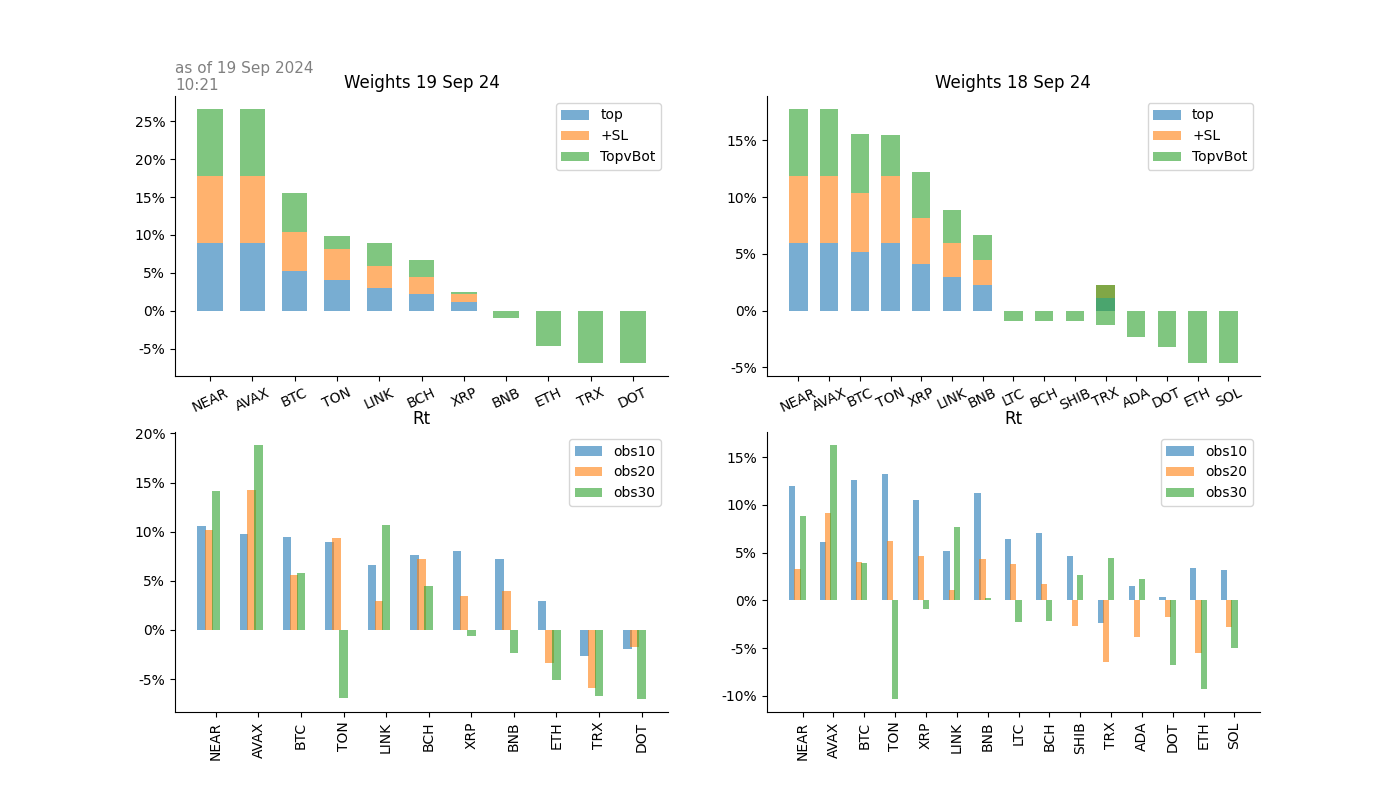 as of 19 Sep 2024
10:21
Weights 19 Sep 24
25%
20%
15%
10%
5%
0%
-5%
top
+SL
TopvBot
NEAR AVAX BTC TON LINK BCH XRP BNB ETH TRX DOT
Weights 18 Sep 24
15%
10%
5%
0%
-5%
top
+SL
TopvBot
NEAR AVAX BTC TON XRP LINK BNB LTC BCH SHIB TRX ADA DOT ETH SOL
Rt
20%
15%
10%
5%
0%
-5%
obs10
obs20
obs30
NEAR AVAX BTC TON LINK BCH XRP BNB ETH TRX DOT
Rt
15%
10%
5%
0%
-5%
-10%
obs10
obs20
obs30
NEAR AVAX BTC TON XRP LINK BNB LTC BCH SHIB TRX ADA DOT ETH SOL